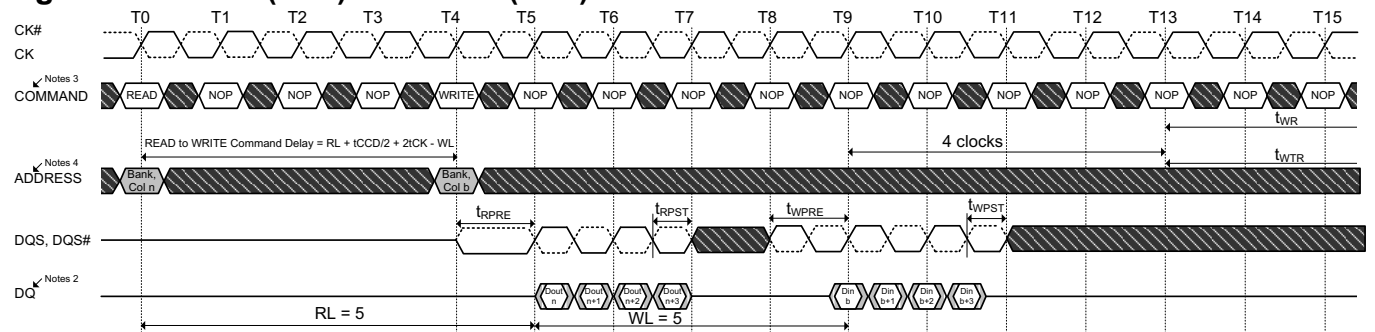 T0 T1 T2 T3 T4 T5 T6 T7 T8 T9 T10 T11 T12 T13 T14 T15
CK#
CK
Notes 3
COMMAND READ NOP NOP NOP WRITE NOP NOP NOP NOP NOP NOP NOP NOP NOP NOP NOP
tWR
READ to WRITE Command Delay = RL + tCCD/2 + 2tCK - WL
4 clocks
tWTR
Notes 4
ADDRESS
Bank, Col n
Bank, Col b
tRPRE tRPST tWPRE tWPST
DQS, DQS#
Notes 2
DQ
Dout n
Dout n+1
Dout n+2
Dout n+3
Din b
Din b+1
Din b+2
Din b+3
RL = 5 WL = 5